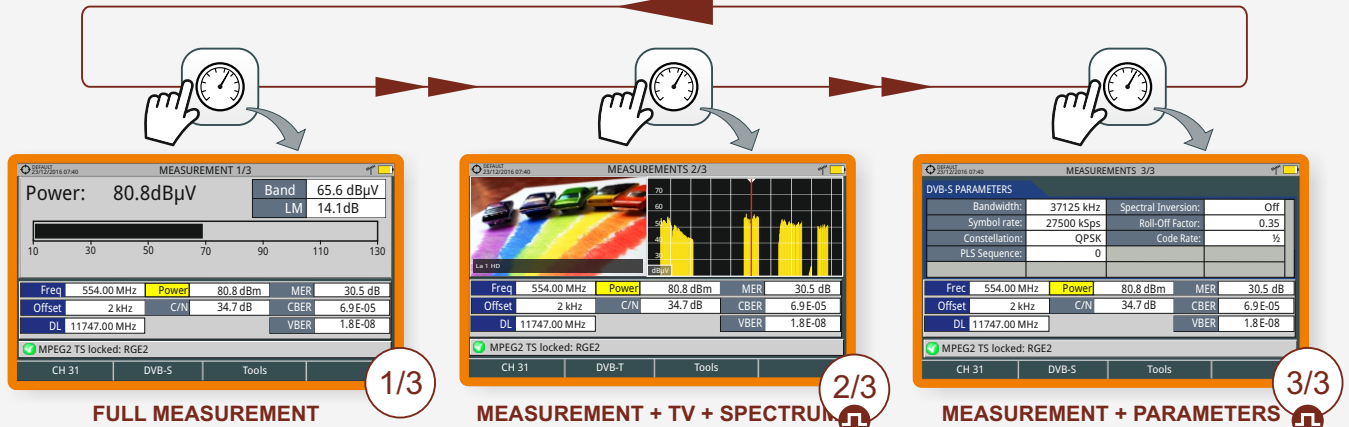 DEFAULT
23/12/2016 07:40
MEASUREMENT 1/3
Power: 80.8dBµV
Band 65.6 dBµV
LM 14.1dB
10 30 50 70 90 110 130
Freq 554.00 MHz Power 80.8 dBm MER 30.5 dB
Offset 2 kHz C/N 34.7 dB CBER 6.9E-05
DL 11747.00 MHz VBER 1.8E-08
MPEG2 TS locked: RGE2
CH 31 DVB-S Tools
1/3
FULL MEASUREMENT
DEFAULT
23/12/2016 07:40
MEASUREMENTS 2/3
La 1 HD
70
60
50
40
30
dBµV
Freq 554.00 MHz Power 80.8 dBm MER 30.5 dB
Offset 2 kHz C/N 34.7 dB CBER 6.9E-05
DL 11747.00 MHz VBER 1.8E-08
MPEG2 TS locked: RGE2
CH 31 DVB-T Tools
2/3
MEASUREMENT + TV + SPECTRUM
DEFAULT
23/12/2016 07:40
MEASUREMENTS 3/3
DVB-S PARAMETERS
Bandwidth: 37125 kHz Spectral Inversion: Off
Symbol rate: 27500 kSps Roll-Off Factor: 0.35
Constellation: QPSK Code Rate: ½
PLS Sequence: 0
Frec 554.00 MHz Power 80.8 dBm MER 30.5 dB
Offset 2 kHz C/N 34.7 dB CBER 6.9E-05
DL 11747.00 MHz VBER 1.8E-08
MPEG2 TS locked: RGE2
CH 31 DVB-S Tools
3/3
MEASUREMENT + PARAMETERS